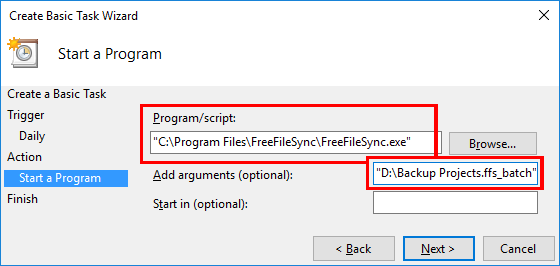 Create Basic Task Wizard
Start a Program
Create a Basic Task
Trigger
Daily
Action
Start a Program
Finish
Program/script:
"C:\Program Files\FreeFileSync\FreeFileSync.exe"
Browse...
Add arguments (optional):
"D:\Backup Projects.ffs_batch"
Start in (optional):
< Back
Next >
Cancel